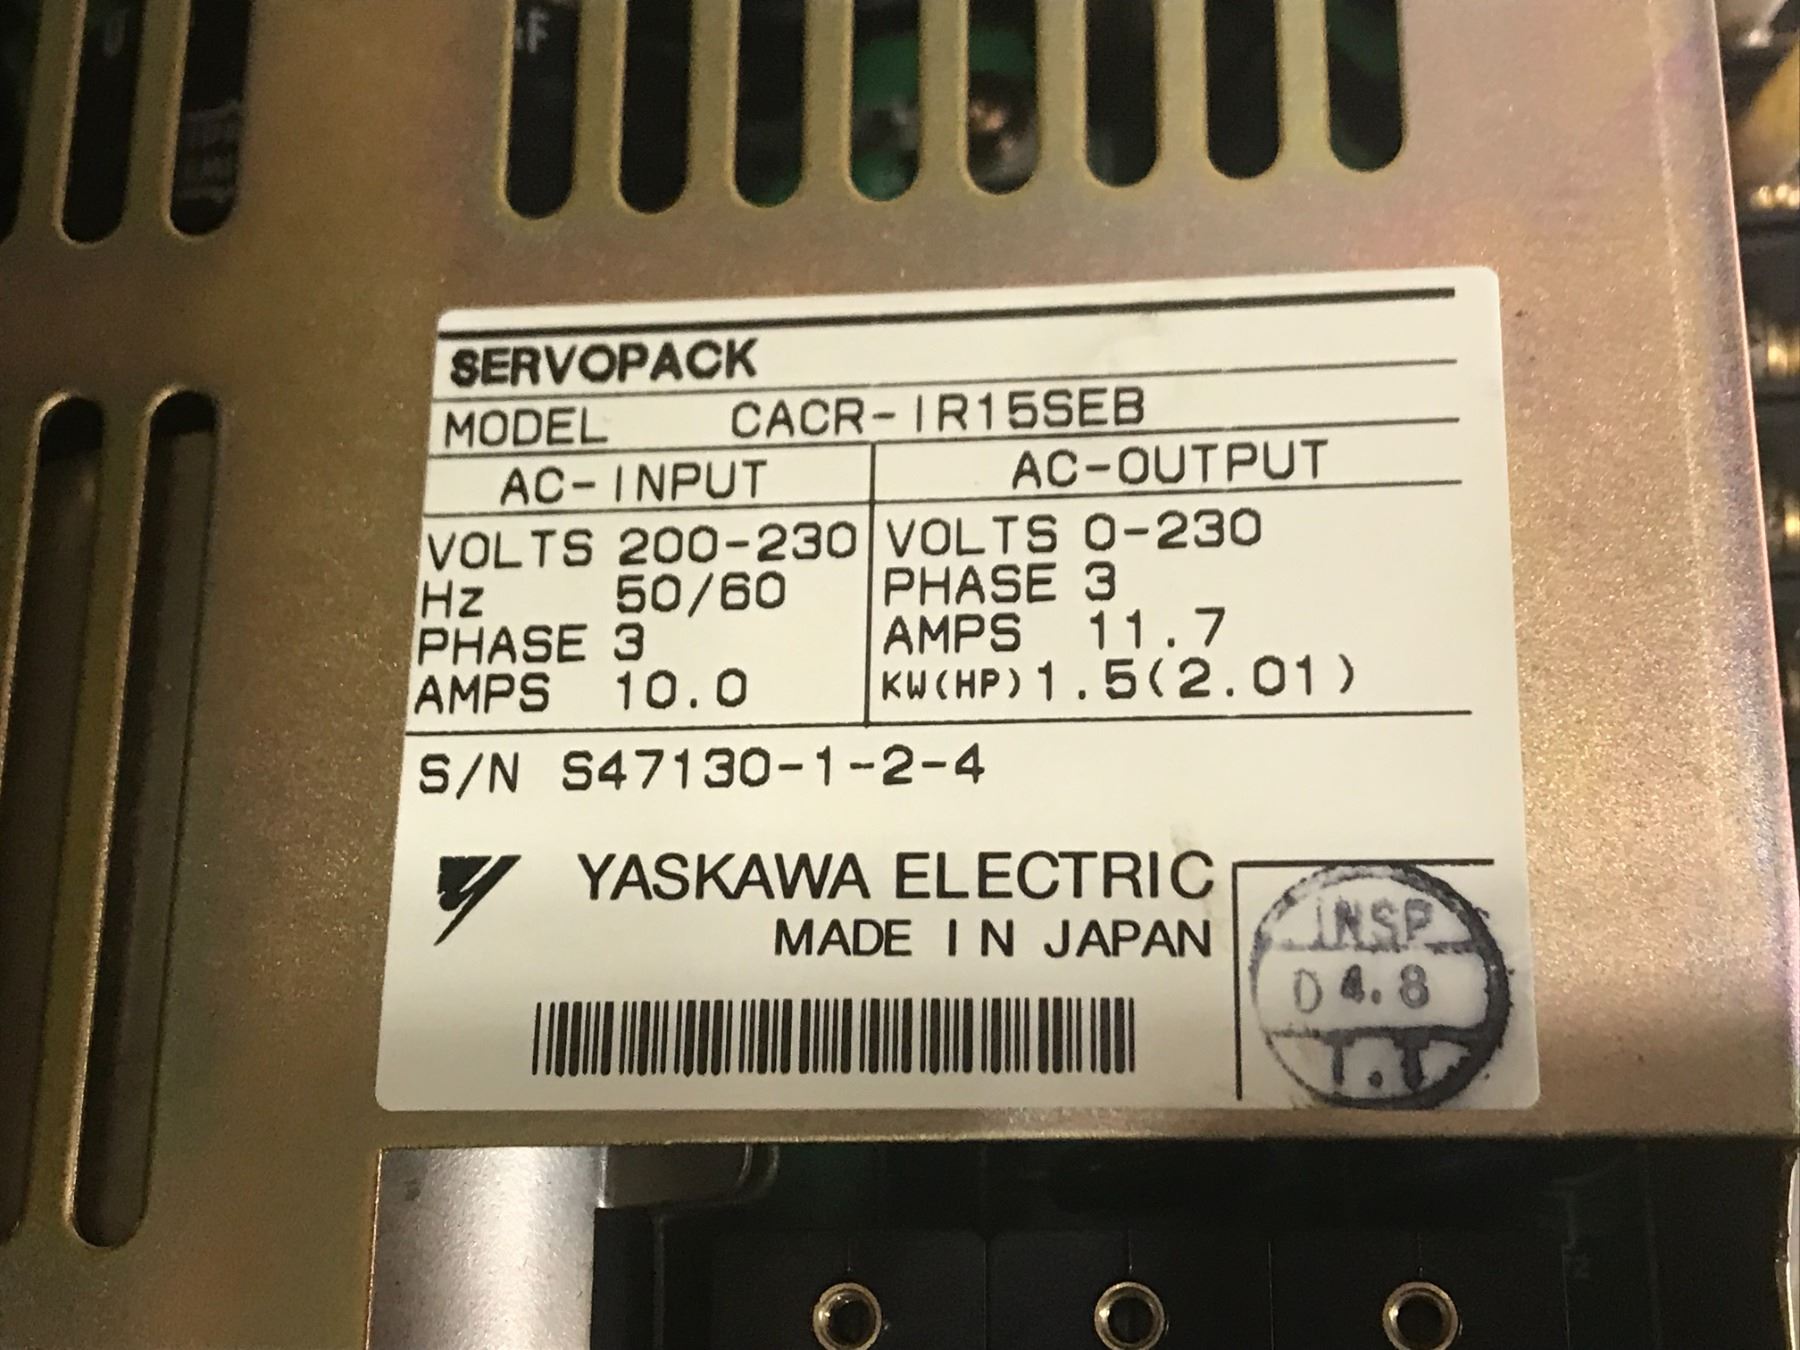 SERVOPACK
MODEL CACR-IR15SEB
AC-INPUT AC-OUTPUT
VOLTS 200-230 VOLTS 0-230
Hz 50/60 PHASE 3
PHASE 3 AMPS 11.7
AMPS 10.0 KW(HP) 1.5(2.01)
S/N S47130-1-2-4
YASKAWA ELECTRIC
MADE IN JAPAN
INSP
04.8